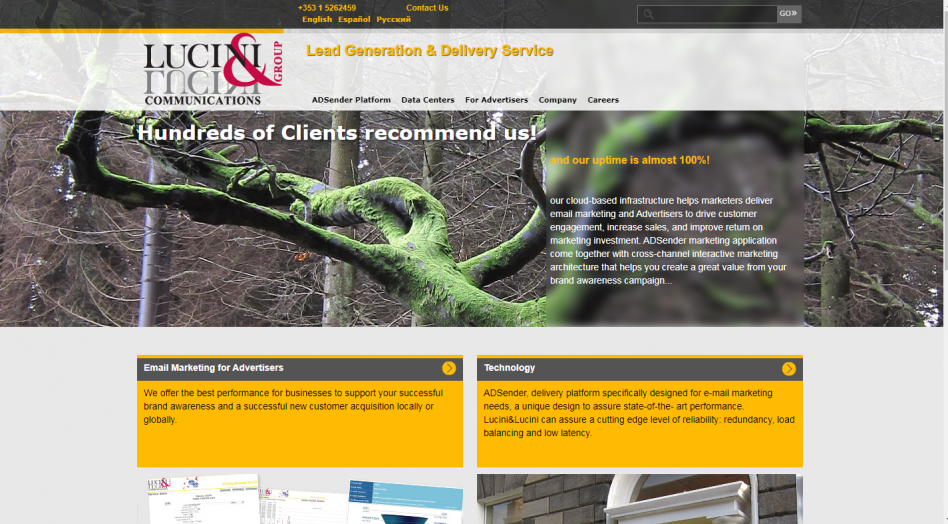 +353 1 5262459
Contact Us
English Español Русский
GO»
LUCINI
&
GROUP
COMMUNICATIONS
Lead Generation & Delivery Service
ADSender Platform Data Centers For Advertisers Company Careers
Hundreds of Clients recommend us!
and our uptime is almost 100%!
our cloud-based infrastructure helps marketers deliver
email marketing and Advertisers to drive customer
engagement, increase sales, and improve return on
marketing investment. ADSender marketing application
come together with cross-channel interactive marketing
architecture that helps you create a great value from your
brand awareness campaign...
Email Marketing for Advertisers
We offer the best performance for businesses to support your successful
brand awareness and a successful new customer acquisition locally or
globally.
Technology
ADSender, delivery platform specifically designed for e-mail marketing
needs, a unique design to assure state-of-the- art performance.
Lucini&Lucini can assure a cutting edge level of reliability: redundancy, load
balancing and low latency.